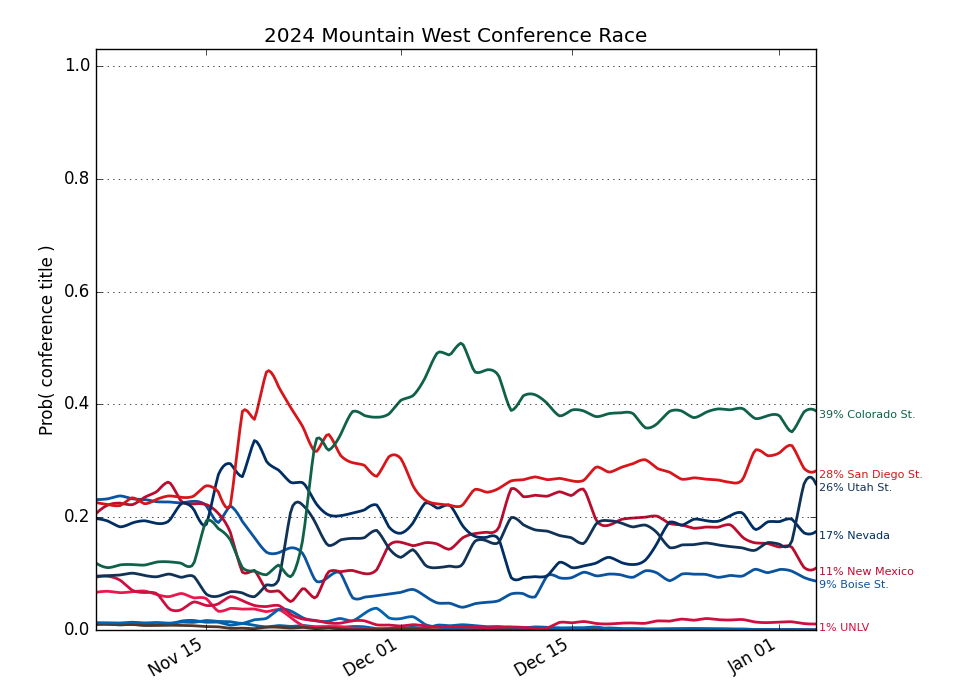 2024 Mountain West Conference Race
1.0
0.8
0.6
0.4
0.2
0.0
Prob( conference title )
39% Colorado St.
28% San Diego St.
26% Utah St.
17% Nevada
11% New Mexico
9% Boise St.
1% UNLV
Nov 15
Dec 01
Dec 15
Jan 01